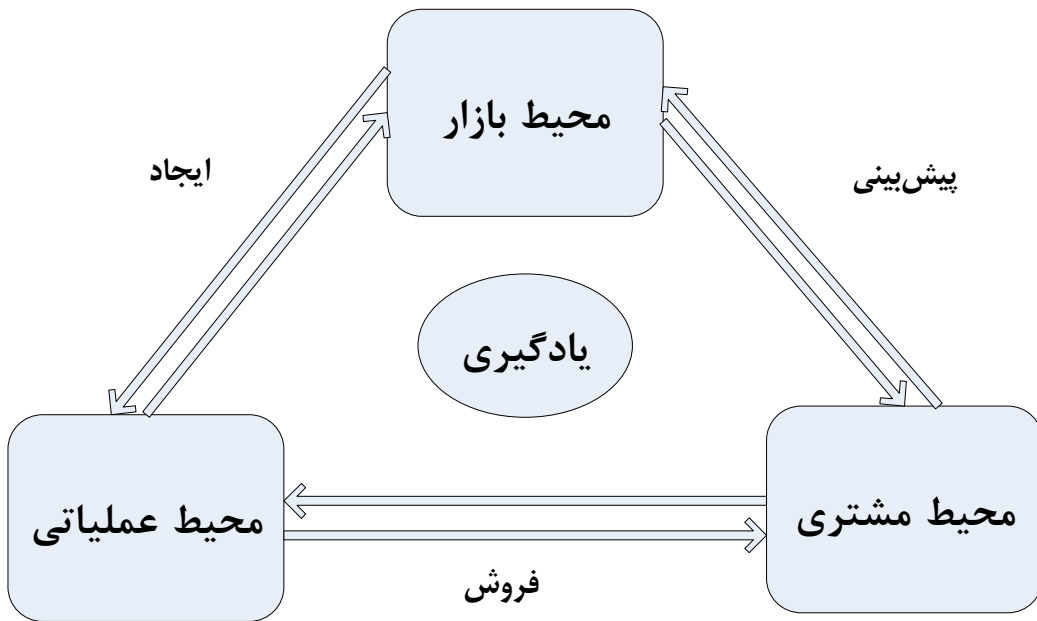 محیط بازار
ایجاد
پیش‌بینی
یادگیری
محیط عملیاتی
محیط مشتری
فروش